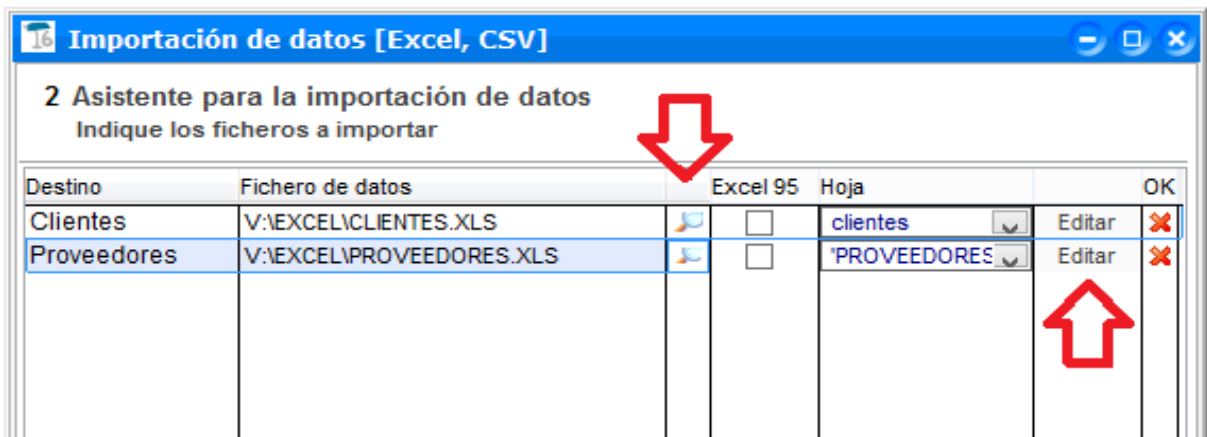 16 Importación de datos [Excel, CSV]
2 Asistente para la importación de datos
Indique los ficheros a importar
Destino Fichero de datos Excel 95 Hoja OK
Clientes V:\EXCEL\CLIENTES.XLS clientes Editar
Proveedores V:\EXCEL\PROVEEDORES.XLS 'PROVEEDORES Editar